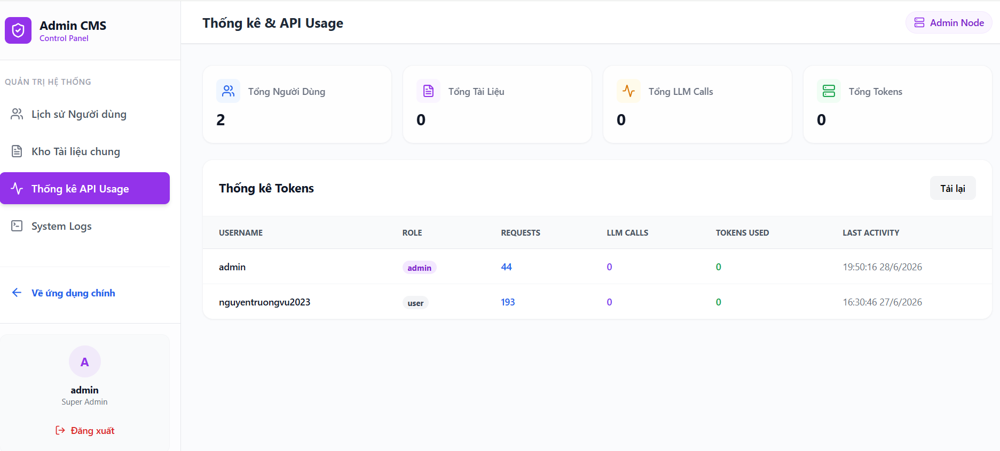 Admin CMS
Control Panel
QUẢN TRỊ HỆ THỐNG
Lịch sử Người dùng
Kho Tài liệu chung
Thống kê API Usage
System Logs
Về ứng dụng chính
A
admin
Super Admin
Đăng xuất
Thống kê & API Usage
Admin Node
Tổng Người Dùng
2
Tổng Tài Liệu
0
Tổng LLM Calls
0
Tổng Tokens
0
Thống kê Tokens
Tải lại
USERNAME ROLE REQUESTS LLM CALLS TOKENS USED LAST ACTIVITY
admin admin 44 0 0 19:50:16 28/6/2026
nguyentruongvu2023 user 193 0 0 16:30:46 27/6/2026